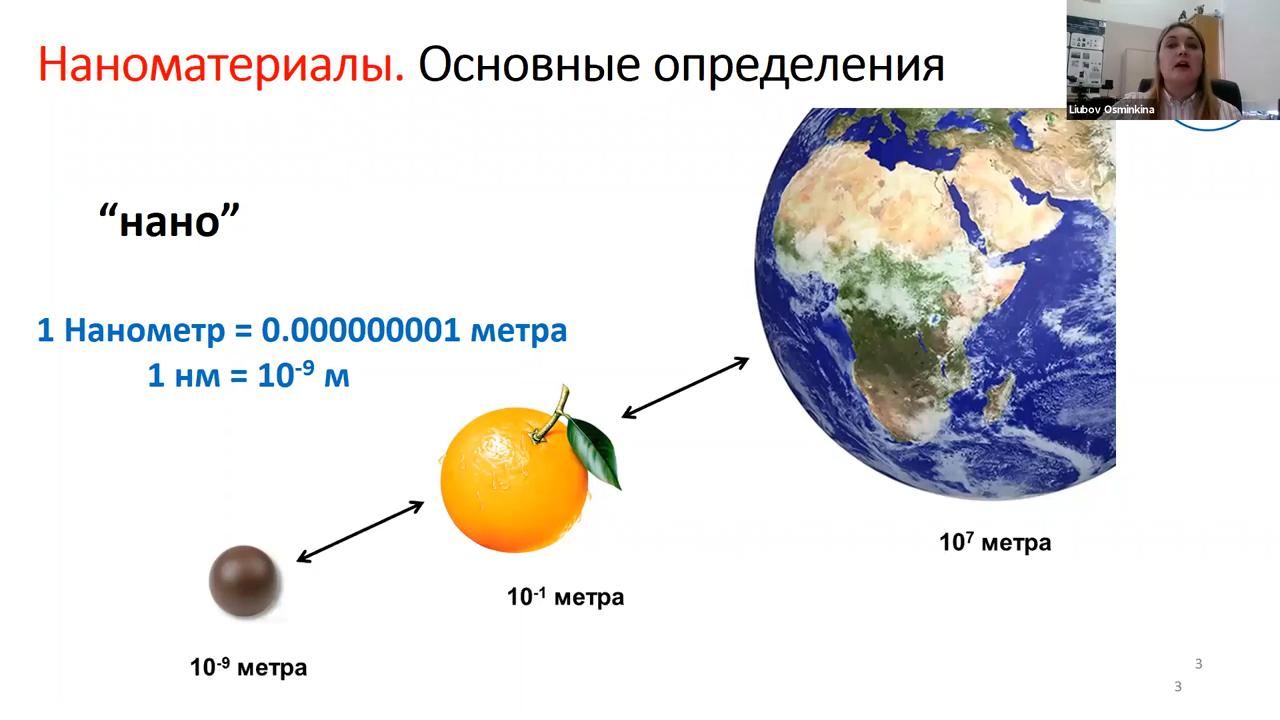 Наноматериалы. Основные определения
Liubov Osminkina
“нано”
1 Нанометр = 0.000000001 метра
1 нм = 10⁻⁹ м
10⁷ метра
10⁻¹ метра
10⁻⁹ метра
3
3